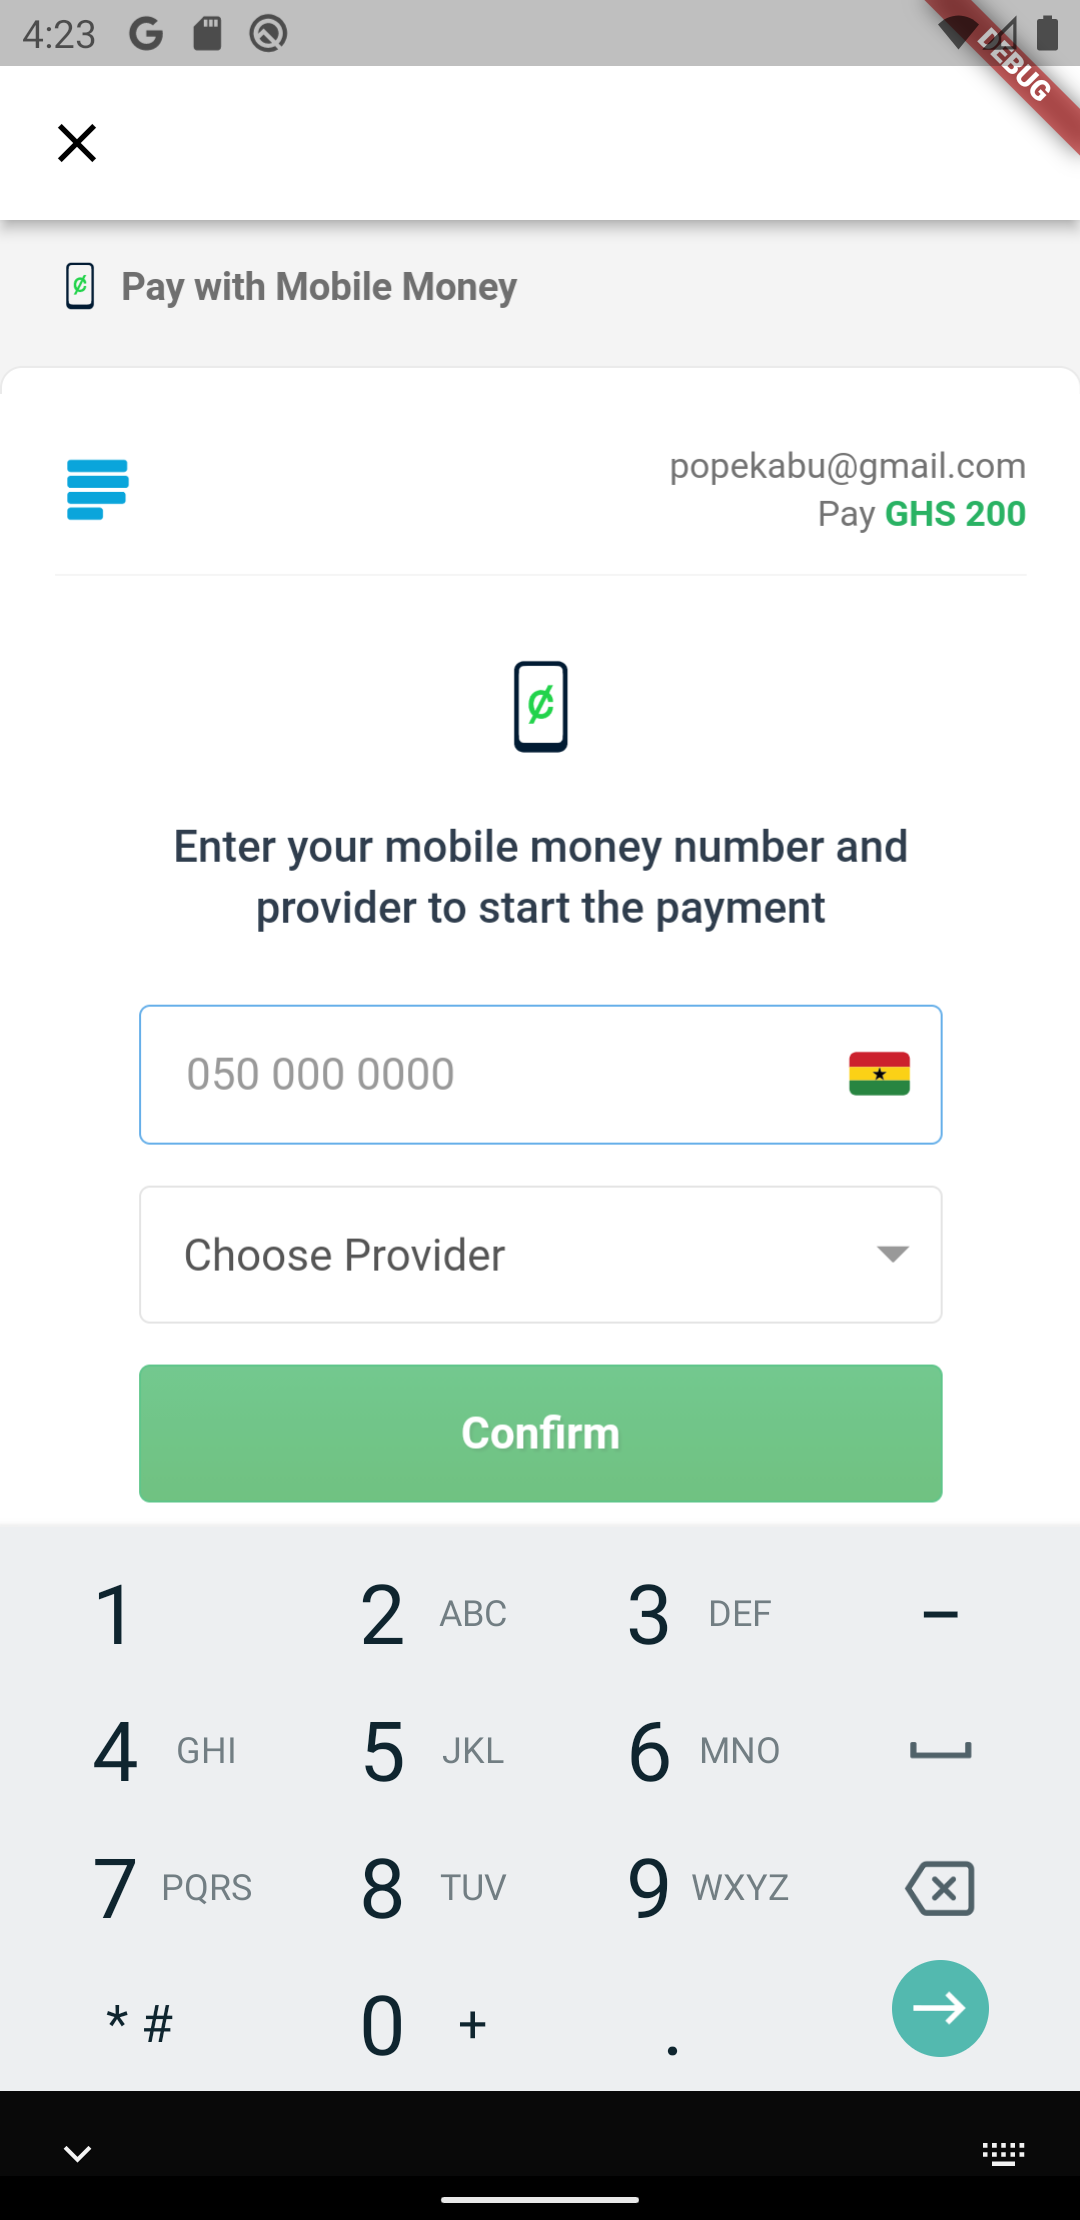 4:23
DEBUG
Pay with Mobile Money
popekabu@gmail.com
Pay GHS 200
Enter your mobile money number and
provider to start the payment
050 000 0000
Choose Provider
Confirm
1 2 ABC 3 DEF –
4 GHI 5 JKL 6 MNO
7 PQRS 8 TUV 9 WXYZ
* # 0 + .